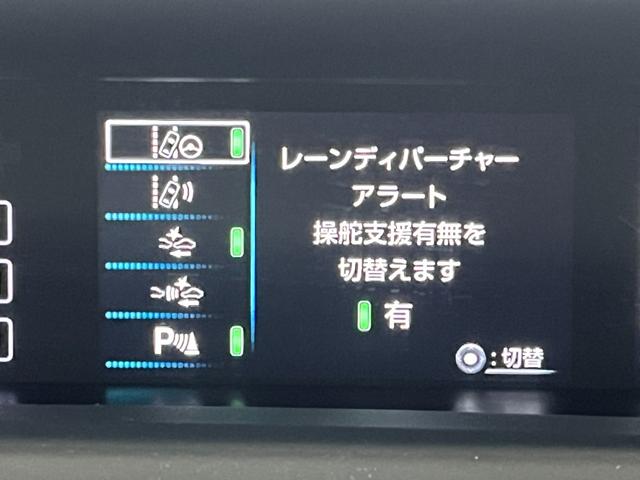 レーンディパーチャー
アラート
操舵支援有無を
切替えます
有
:切替
P